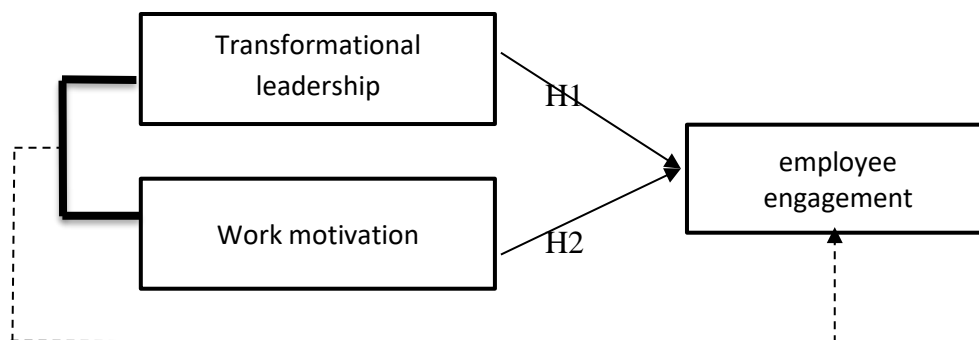 Transformational
leadership
H1
employee
engagement
Work motivation
H2